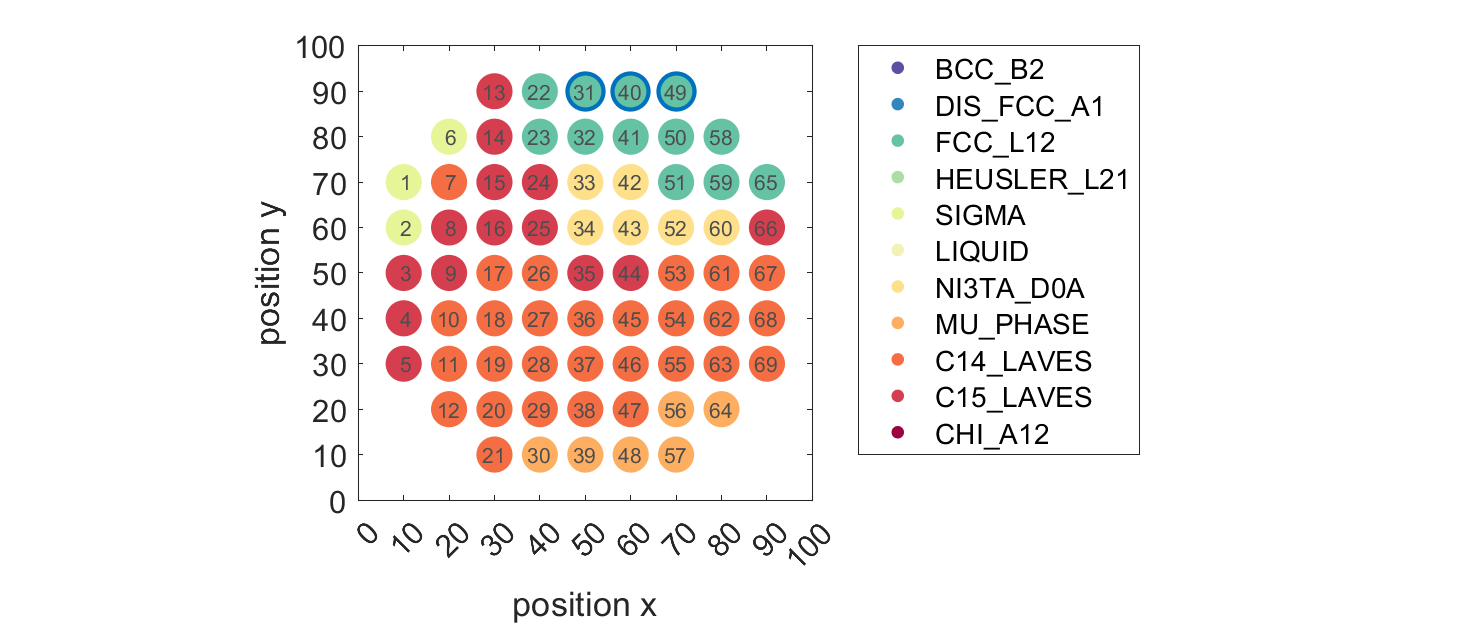 100
90
80
70
60
50
40
30
20
10
0
13 22 31 40 49
6 14 23 32 41 50 58
1 7 15 24 33 42 51 59 65
2 8 16 25 34 43 52 60 66
3 9 17 26 35 44 53 61 67
4 10 18 27 36 45 54 62 68
5 11 19 28 37 46 55 63 69
12 20 29 38 47 56 64
21 30 39 48 57
0 10 20 30 40 50 60 70 80 90 100
position x
position y
BCC_B2
DIS_FCC_A1
FCC_L12
HEUSLER_L21
SIGMA
LIQUID
NI3TA_D0A
MU_PHASE
C14_LAVES
C15_LAVES
CHI_A12